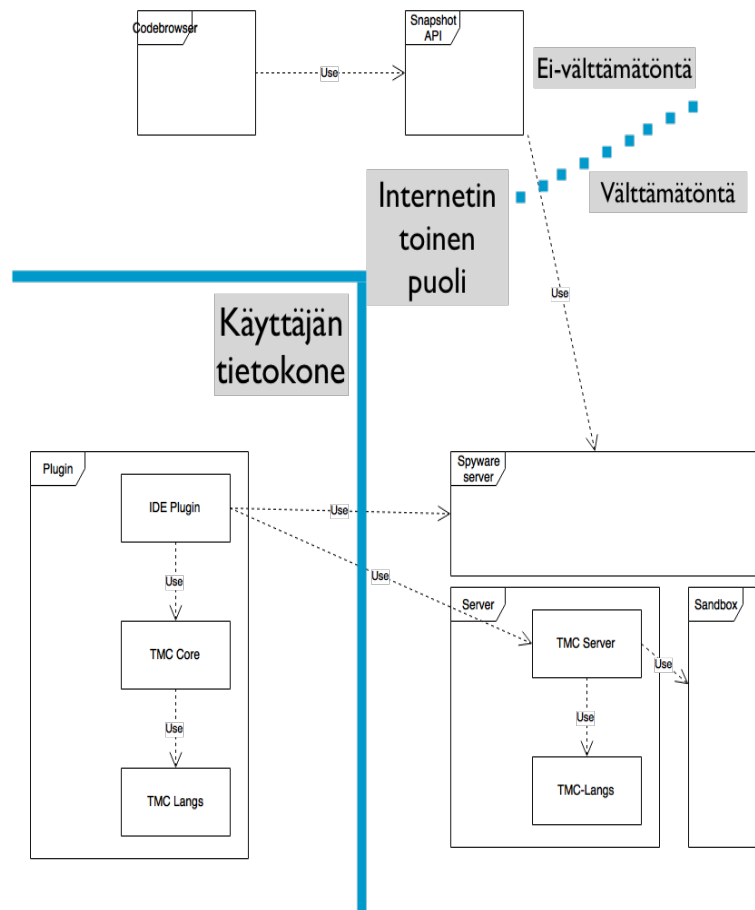 Codebrowser
Snapshot
API
Use
Ei-välttämätöntä
Välttämätöntä
Internetin
toinen
puoli
Use
Käyttäjän
tietokone
Plugin
IDE Plugin
Use
TMC Core
Use
TMC Langs
Use
Use
Spyware
server
Server
TMC Server
Use
Use
TMC-Langs
Sandbox